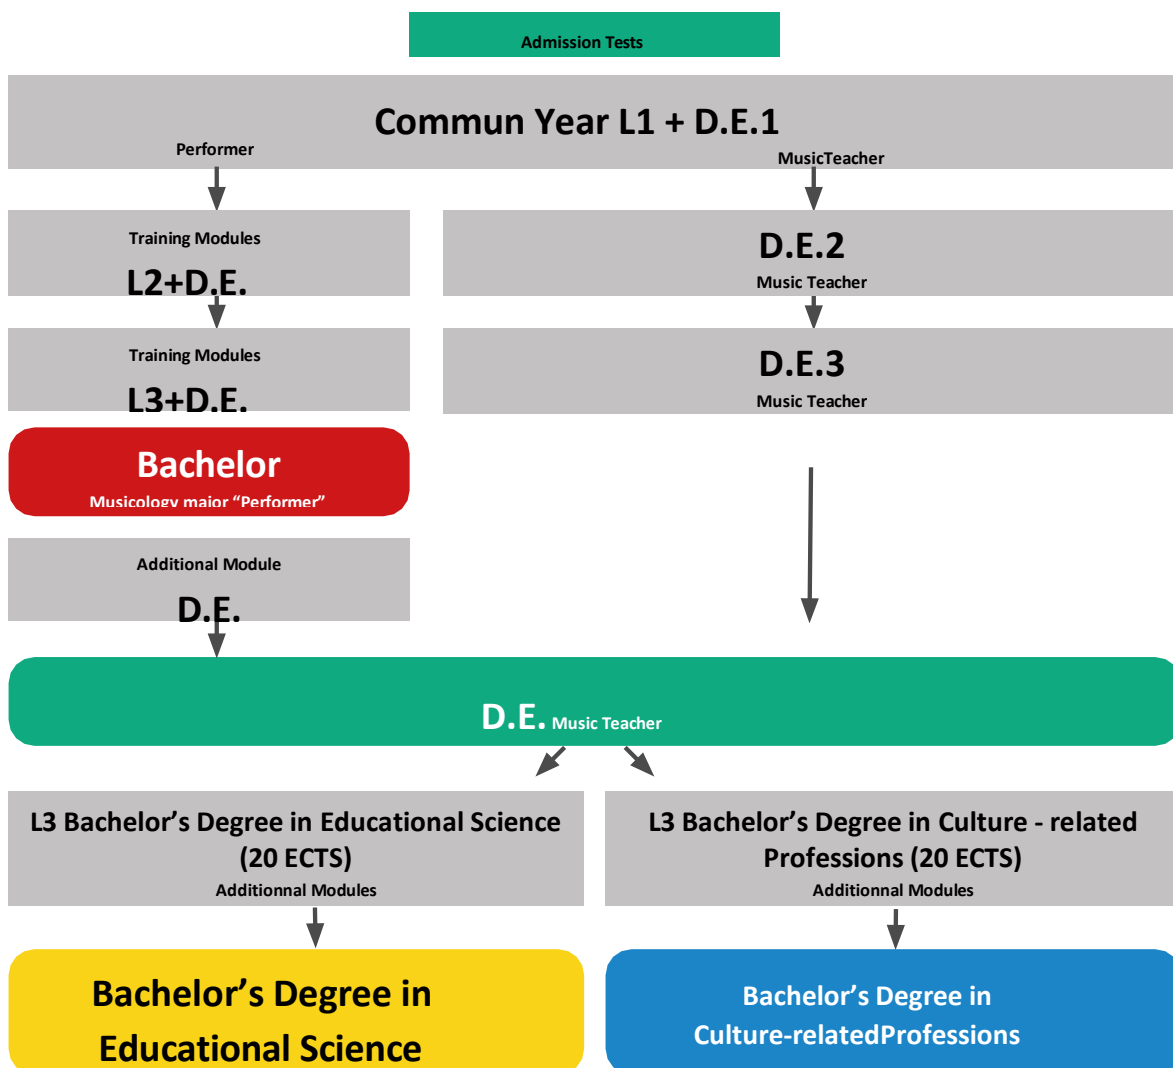 Admission Tests
Commun Year L1 + D.E.1
Performer
MusicTeacher
Training Modules
L2+D.E.
D.E.2
Music Teacher
Training Modules
L3+D.E.
D.E.3
Music Teacher
Bachelor
Musicology major “Performer”
Additional Module
D.E.
D.E. Music Teacher
L3 Bachelor’s Degree in Educational Science
(20 ECTS)
Additionnal Modules
L3 Bachelor’s Degree in Culture - related
Professions (20 ECTS)
Additionnal Modules
Bachelor’s Degree in
Educational Science
Bachelor’s Degree in
Culture-relatedProfessions